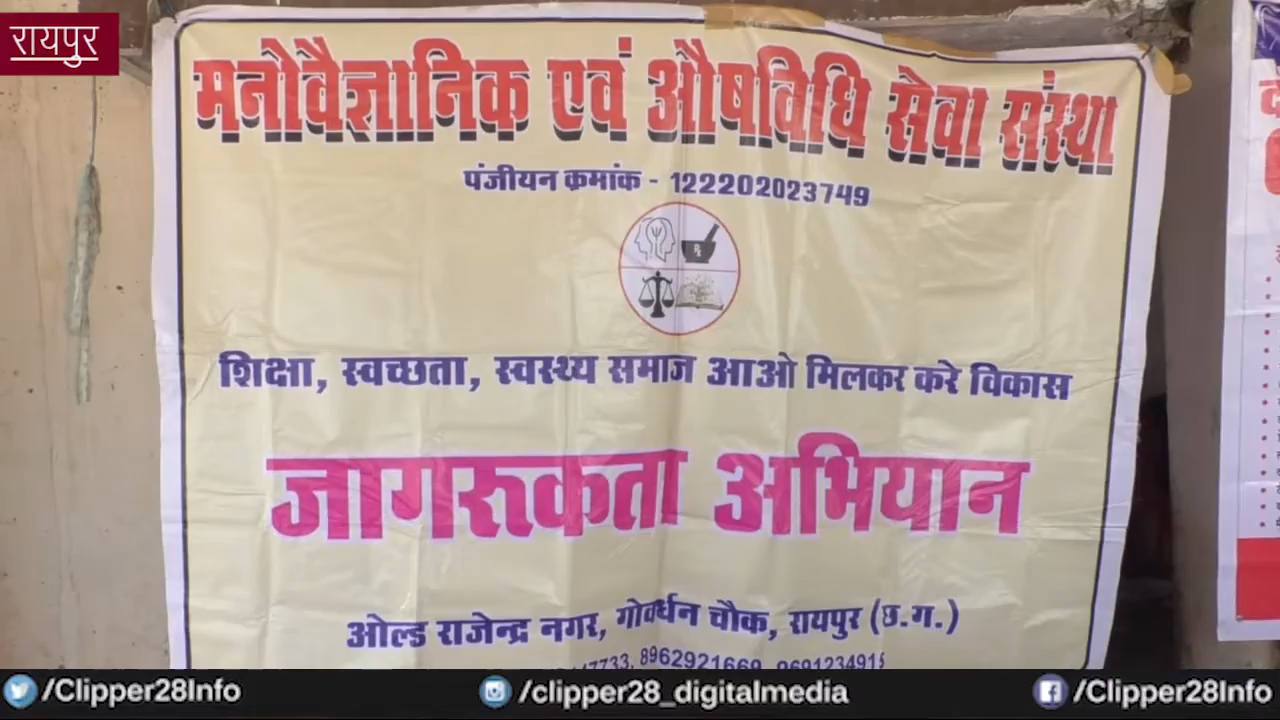 रायपुर
मनोवैज्ञानिक एवं औषविधि सेवा संस्था
पंजीयन क्रमांक - 122202023749
शिक्षा, स्वच्छता, स्वस्थ्य समाज आओ मिलकर करे विकास
जागरूकता अभियान
ओल्ड राजेन्द्र नगर, गोवर्धन चौक, रायपुर (छ.ग.)
8962921669, 9691234915
/Clipper28Info
/clipper28_digitalmedia
/Clipper28Info